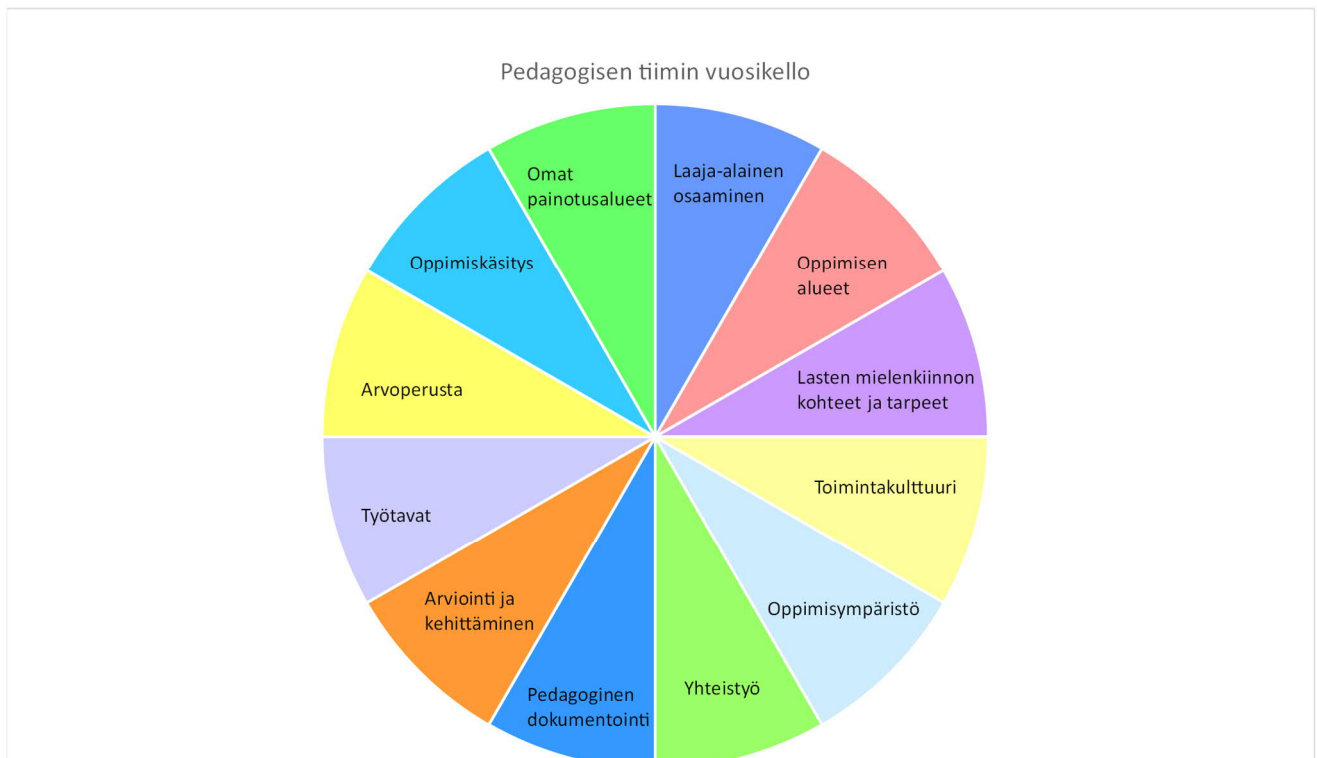 Pedagogisen tiimin vuosikello
Laaja-alainen
osaaminen
Oppimisen
alueet
Lasten mielenkiinnon
kohteet ja tarpeet
Toimintakulttuuri
Oppimisympäristö
Yhteistyö
Pedagoginen
dokumentointi
Arviointi ja
kehittäminen
Työtavat
Arvoperusta
Oppimiskäsitys
Omat
painotusalueet